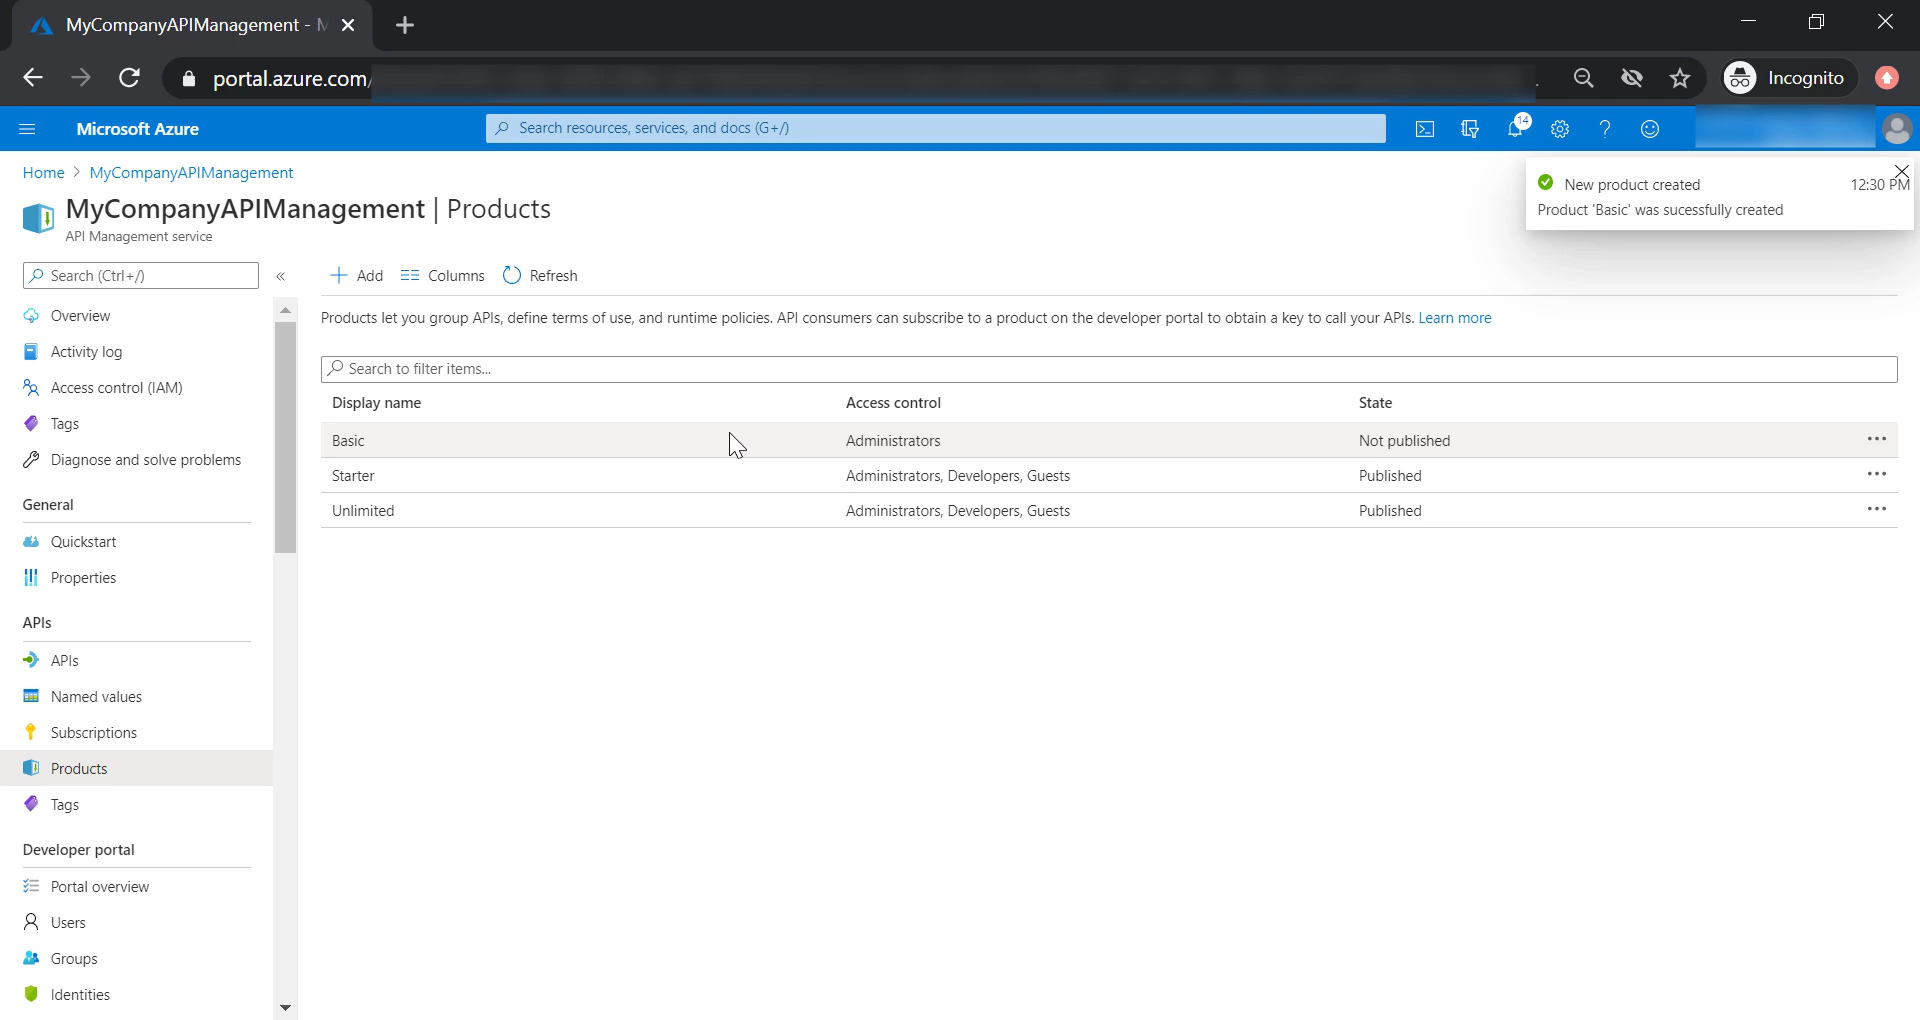 MyCompanyAPIManagement -
portal.azure.com/
Incognito
Microsoft Azure
Search resources, services, and docs (G+/)
14
Home > MyCompanyAPIManagement
MyCompanyAPIManagement | Products
API Management service
New product created
12:30 PM
Product 'Basic' was sucessfully created
Search (Ctrl+/)
«
Overview
Activity log
Access control (IAM)
Tags
Diagnose and solve problems
General
Quickstart
Properties
APIs
APIs
Named values
Subscriptions
Products
Tags
Developer portal
Portal overview
Users
Groups
Identities
Add Columns Refresh
Products let you group APIs, define terms of use, and runtime policies. API consumers can subscribe to a product on the developer portal to obtain a key to call your APIs. Learn more
Search to filter items...
Display name Access control State
Basic Administrators Not published ...
Starter Administrators, Developers, Guests Published ...
Unlimited Administrators, Developers, Guests Published ...